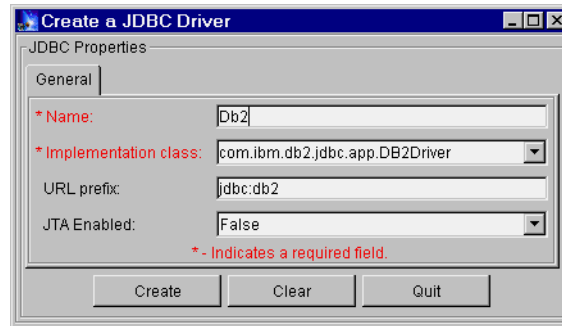 Create a JDBC Driver
JDBC Properties
General
* Name: Db2
* Implementation class: com.ibm.db2.jdbc.app.DB2Driver
URL prefix: jdbc:db2
JTA Enabled: False
* - Indicates a required field.
Create Clear Quit